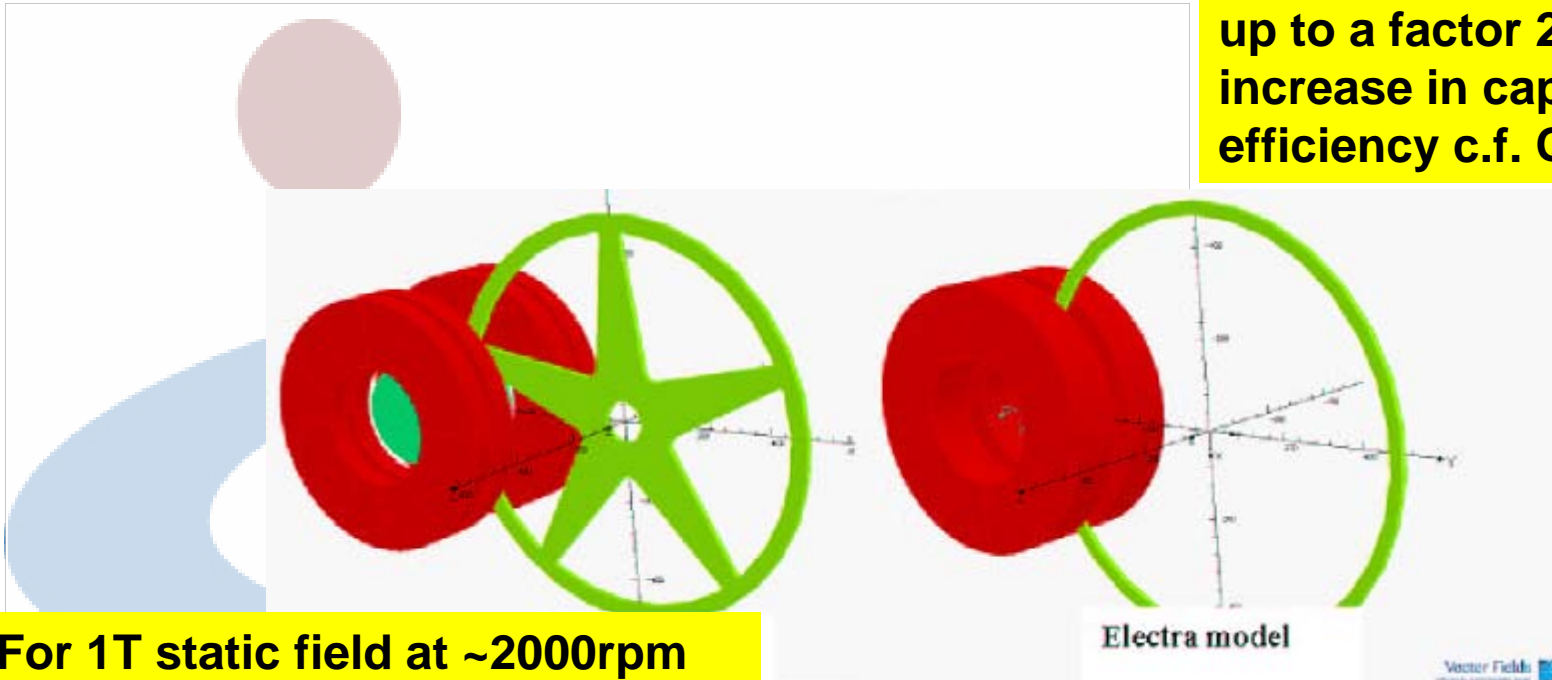 up to a factor 2
increase in cap
efficiency c.f.
For 1T static field at ~2000rpm
Electra model
Vector Fields